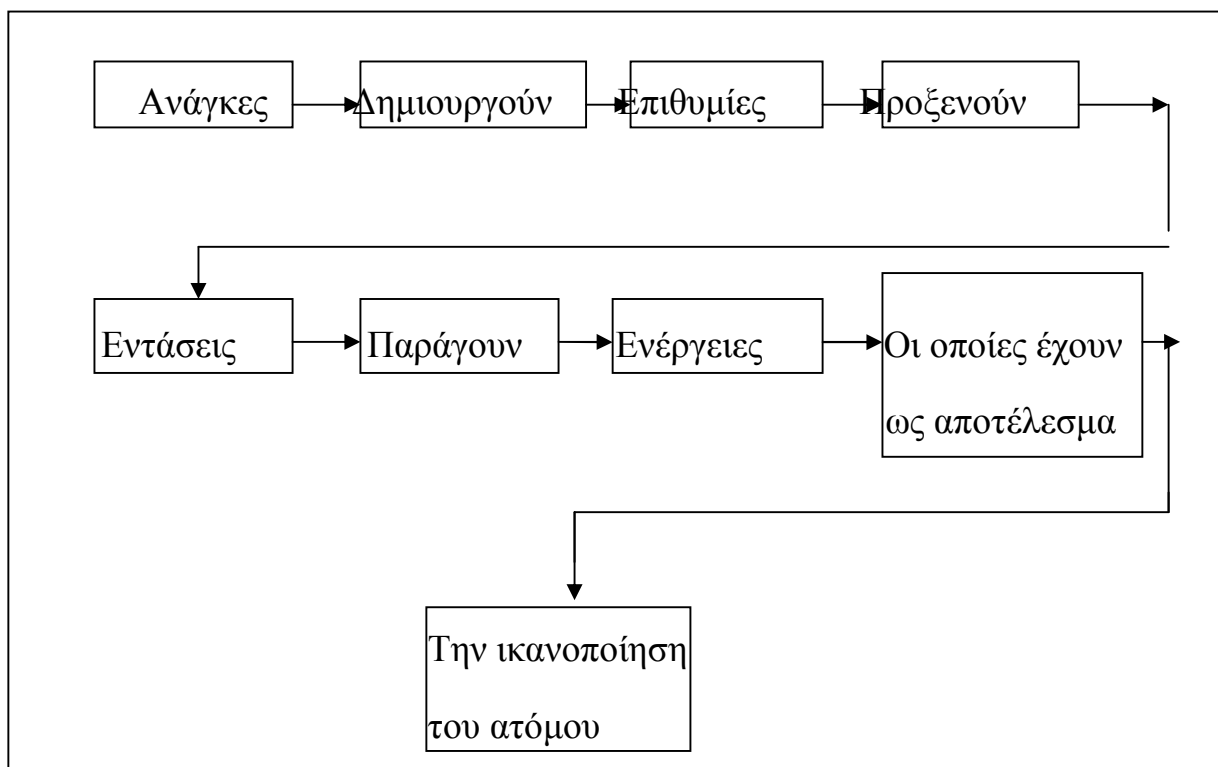 Ανάγκες
Δημιουργούν
Επιθυμίες
Προξενούν
Εντάσεις
Παράγουν
Ενέργειες
Οι οποίες έχουν
ως αποτέλεσμα
Την ικανοποίηση
του ατόμου